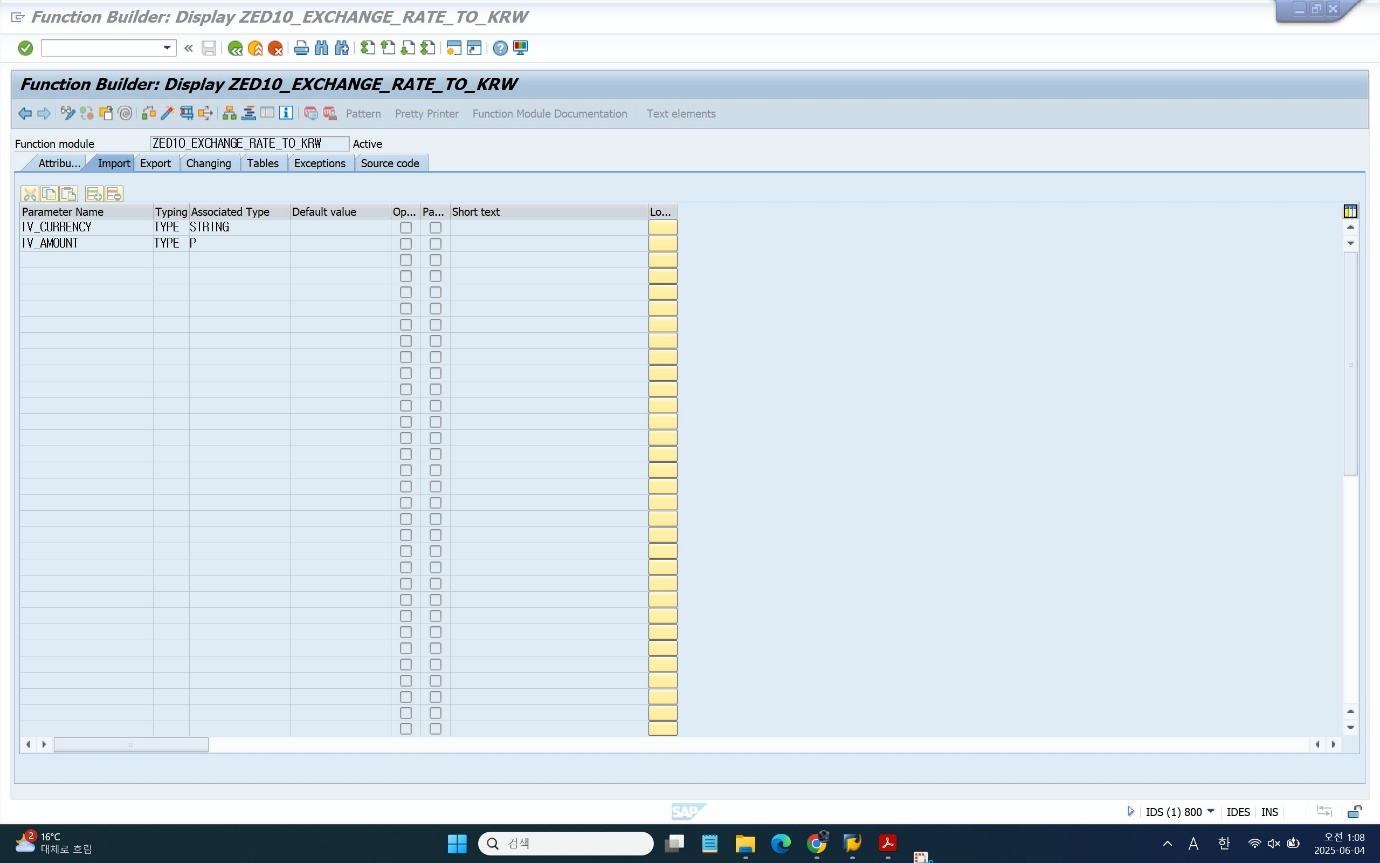 Function Builder: Display ZED10_EXCHANGE_RATE_TO_KRW
Function Builder: Display ZED10_EXCHANGE_RATE_TO_KRW
Pattern Pretty Printer Function Module Documentation Text elements
Function module ZED10_EXCHANGE_RATE_TO_KRW Active
Attribu... Import Export Changing Tables Exceptions Source code
Parameter Name Typing Associated Type Default value Op... Pa... Short text Lo...
IV_CURRENCY TYPE STRING
IV_AMOUNT TYPE P
SAP
IDS (1) 800 IDES INS
2 16°C
대체로 흐림
검색
A 한
오전 1:08
2025-06-04